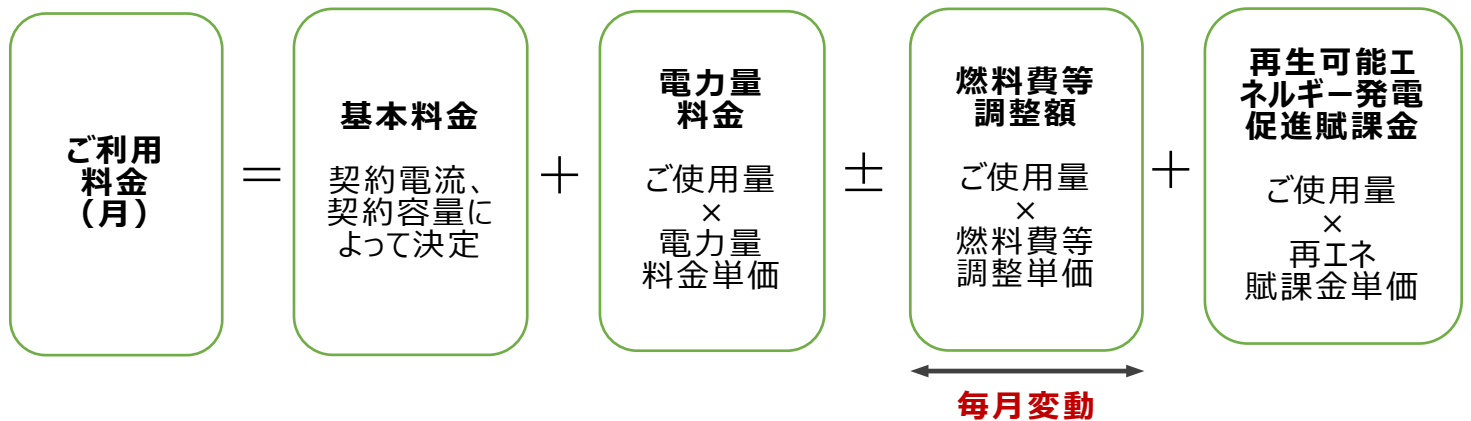 ご利用
料金
（月）
＝
基本料金
契約電流、
契約容量に
よって決定
＋
電力量
料金
ご使用量
×
電力量
料金単価
±
燃料費等
調整額
ご使用量
×
燃料費等
調整単価
＋
再生可能エ
ネルギー発電
促進賦課金
ご使用量
×
再エネ
賦課金単価
毎月変動